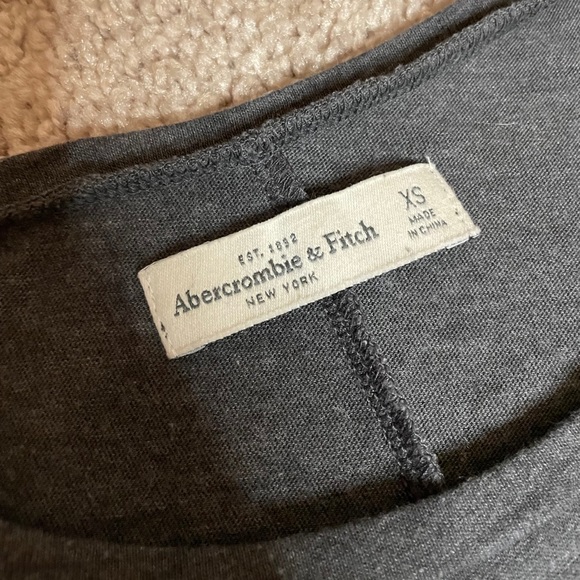 EST. 1892
Abercrombie & Fitch
NEW YORK
XS
MADE
IN CHINA